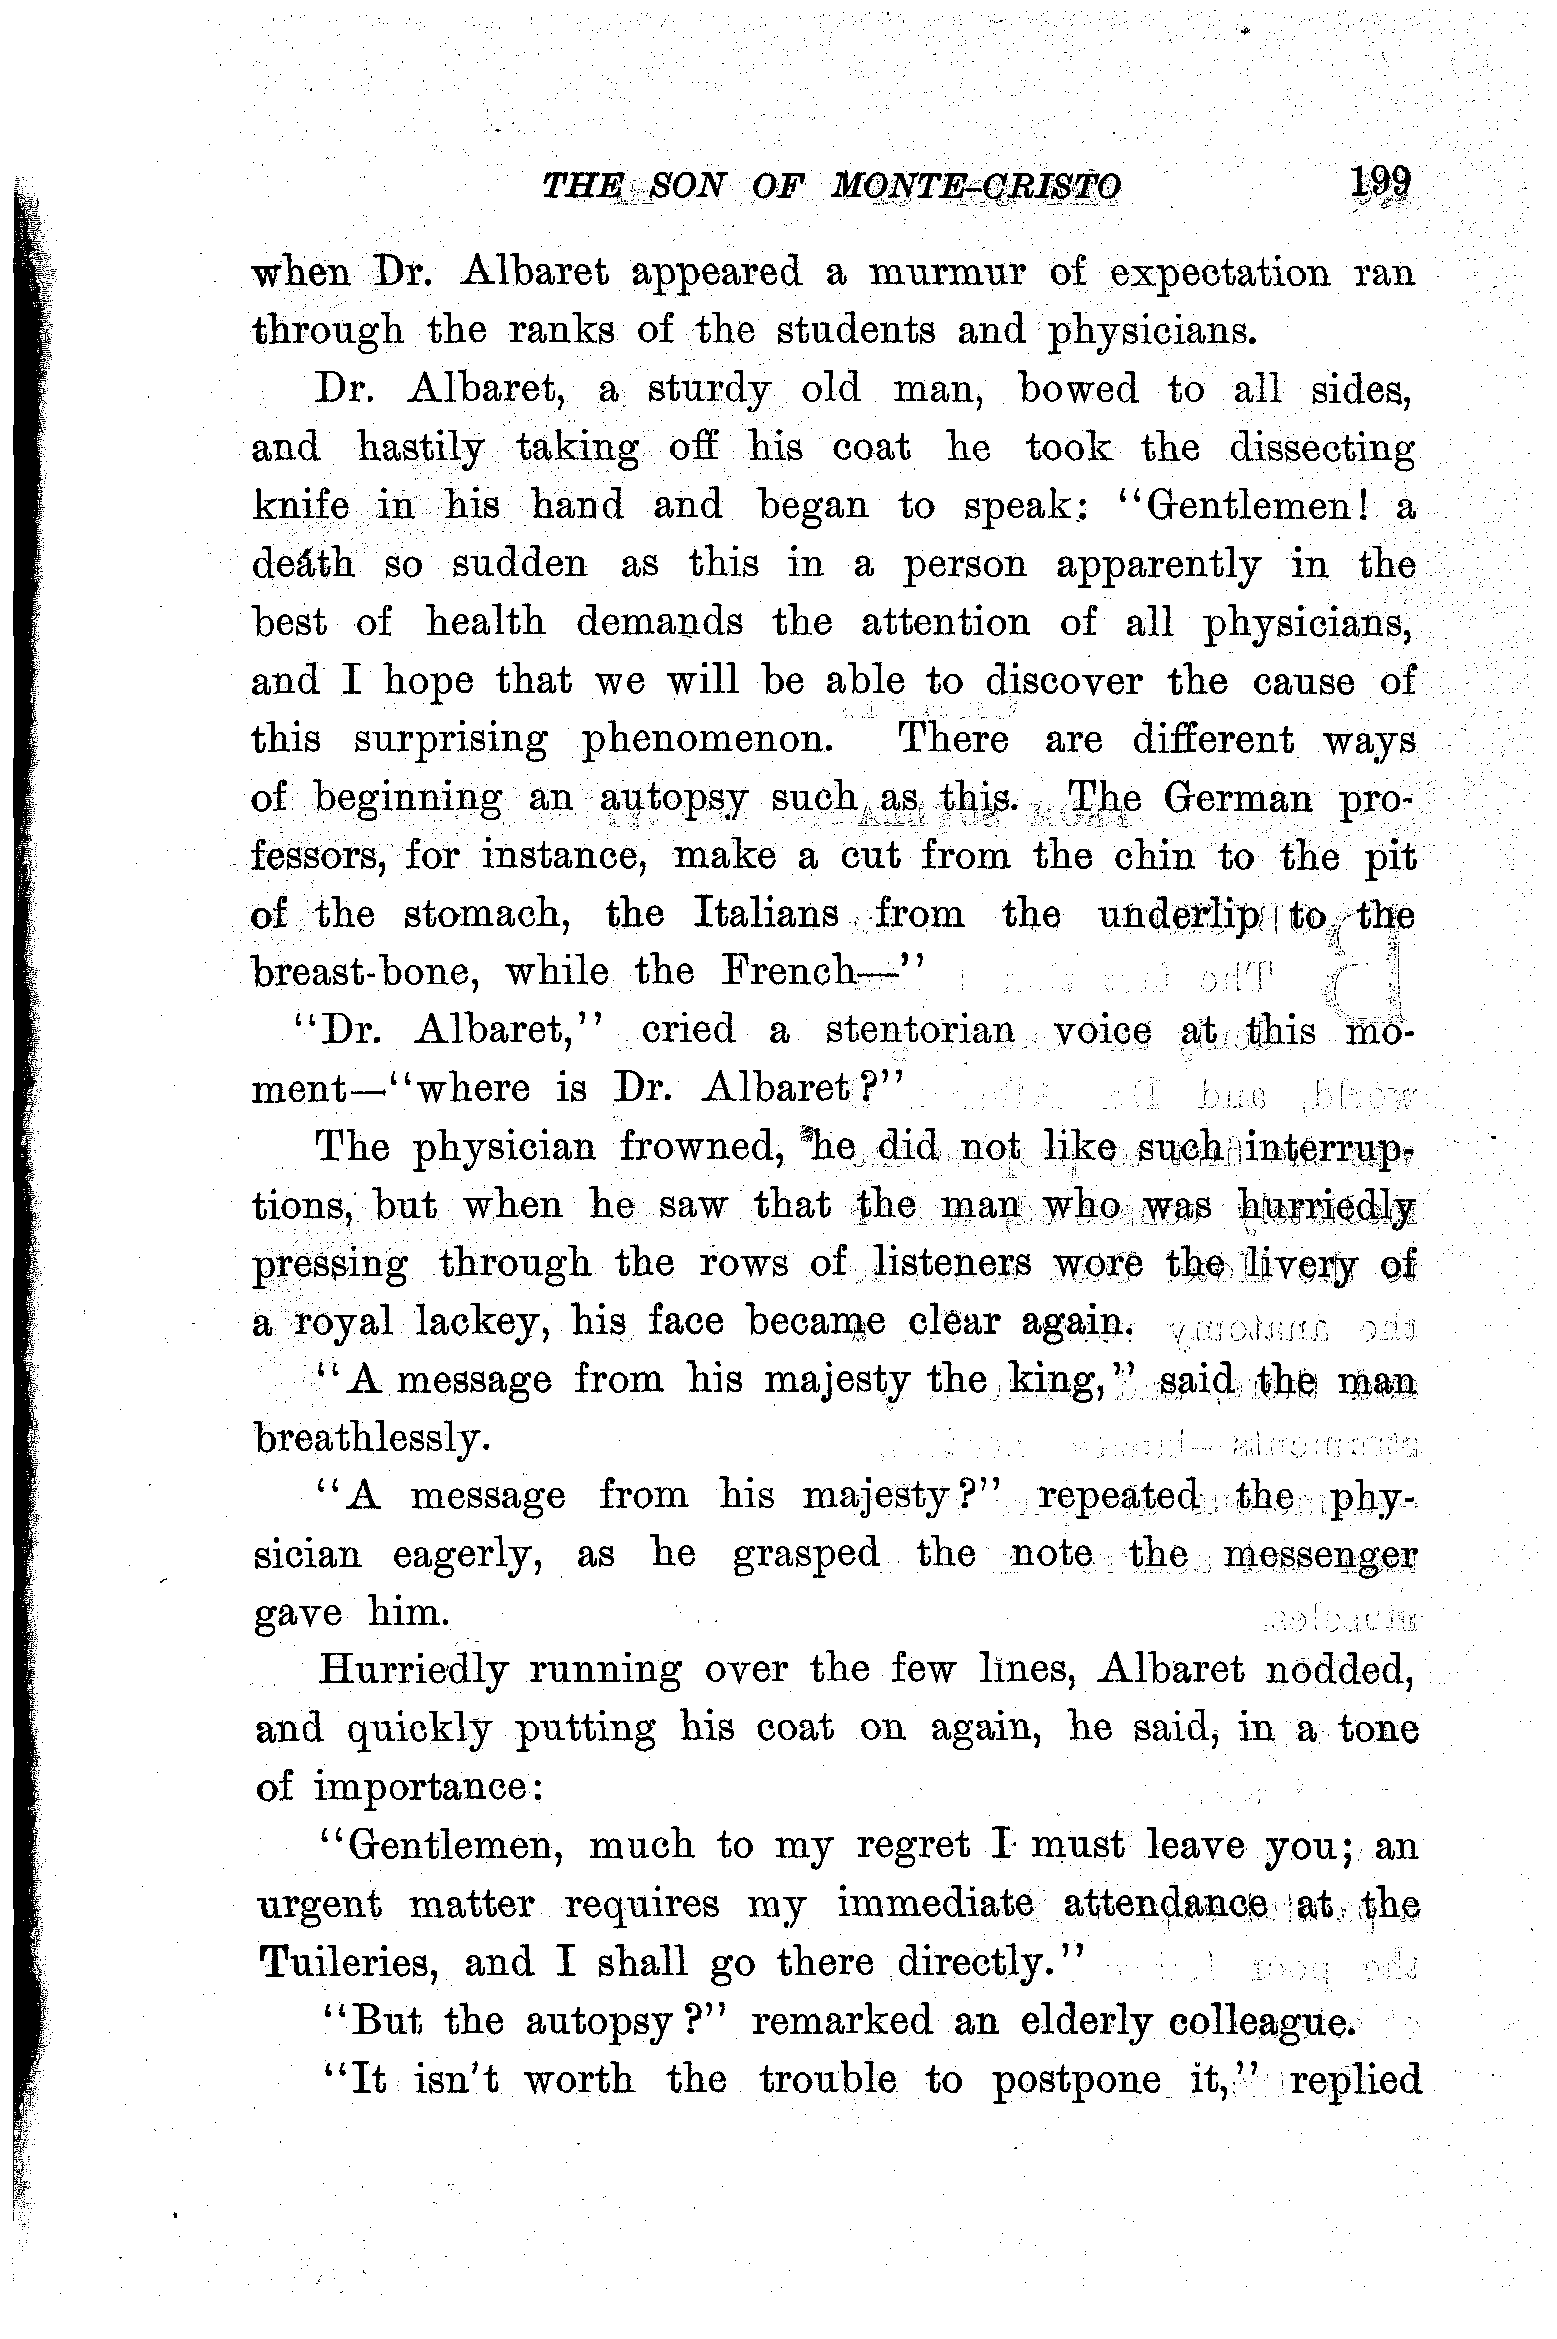 THE SON OF MONTE-CRISTO 199
when Dr. Albaret appeared a murmur of expectation ran
through the ranks of the students and physicians.
Dr. Albaret, a sturdy old man, bowed to all sides,
and hastily taking off his coat he took the dissecting
knife in his hand and began to speak: "Gentlemen! a
death so sudden as this in a person apparently in the
best of health demands the attention of all physicians,
and I hope that we will be able to discover the cause of
this surprising phenomenon. There are different ways
of beginning an autopsy such as this. The German pro-
fessors, for instance, make a cut from the chin to the pit
of the stomach, the Italians from the underlip to the
breast-bone, while the French—"
"Dr. Albaret," cried a stentorian voice at this mo-
ment—"where is Dr. Albaret?"
The physician frowned, he did not like such interrup-
tions, but when he saw that the man who was hurriedly
pressing through the rows of listeners wore the livery of
a royal lackey, his face became clear again.
"A message from his majesty the king," said the man
breathlessly.
"A message from his majesty?" repeated the phy-
sician eagerly, as he grasped the note the messenger
gave him.
Hurriedly running over the few lines, Albaret nodded,
and quickly putting his coat on again, he said, in a tone
of importance:
"Gentlemen, much to my regret I must leave you; an
urgent matter requires my immediate attendance at the
Tuileries, and I shall go there directly."
"But the autopsy?" remarked an elderly colleague.
"It isn't worth the trouble to postpone it," replied